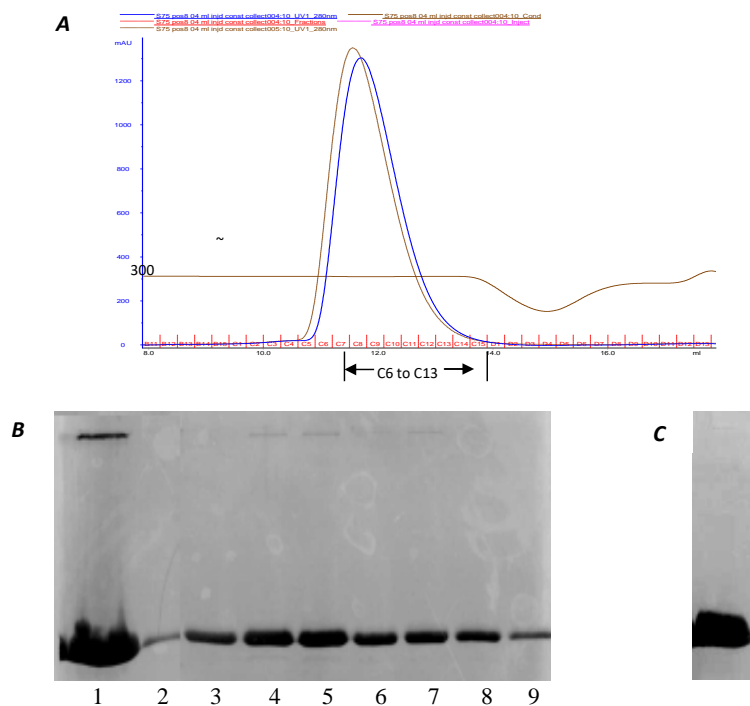 A
S75 pos8 04 ml injd const collect004:10_UV1_280nm S75 pos8 04 ml injd const collect004:10_Cond
S75 pos8 04 ml injd const collect004:10_Fractions S75 pos8 04 ml injd const collect004:10_Inject
S75 pos8 04 ml injd const collect005:10_UV1_280nm
mAU
1200
1000
800
600
400
~
300
200
0
B11 B12 B13 B14 B15 C1 C2 C3 C4 C5 C6 C7 C8 C9 C10 C11 C12 C13 C14 C15 D1 D2 D3 D4 D5 D6 D7 D8 D9 D10 D11 D12 D13
8.0 10.0 12.0 14.0 16.0 ml
C6 to C13
B C
1 2 3 4 5 6 7 8 9